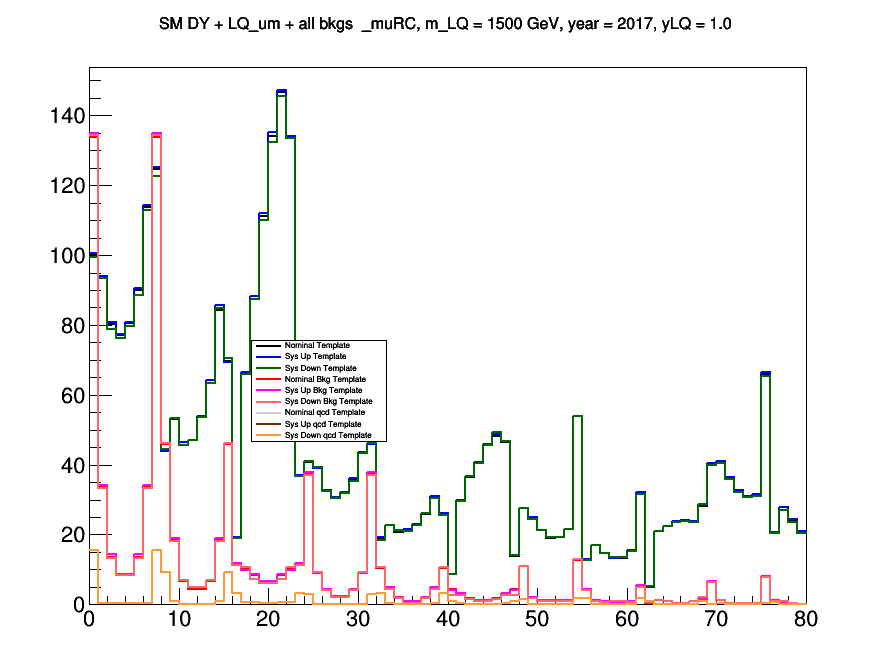 SM DY + LQ_um + all bkgs _muRC, m_LQ = 1500 GeV, year = 2017, yLQ = 1.0
140
120
100
80
60
40
20
0
Nominal Template
Sys Up Template
Sys Down Template
Nominal Bkg Template
Sys Up Bkg Template
Sys Down Bkg Template
Nominal qcd Template
Sys Up qcd Template
Sys Down qcd Template
0 10 20 30 40 50 60 70 80